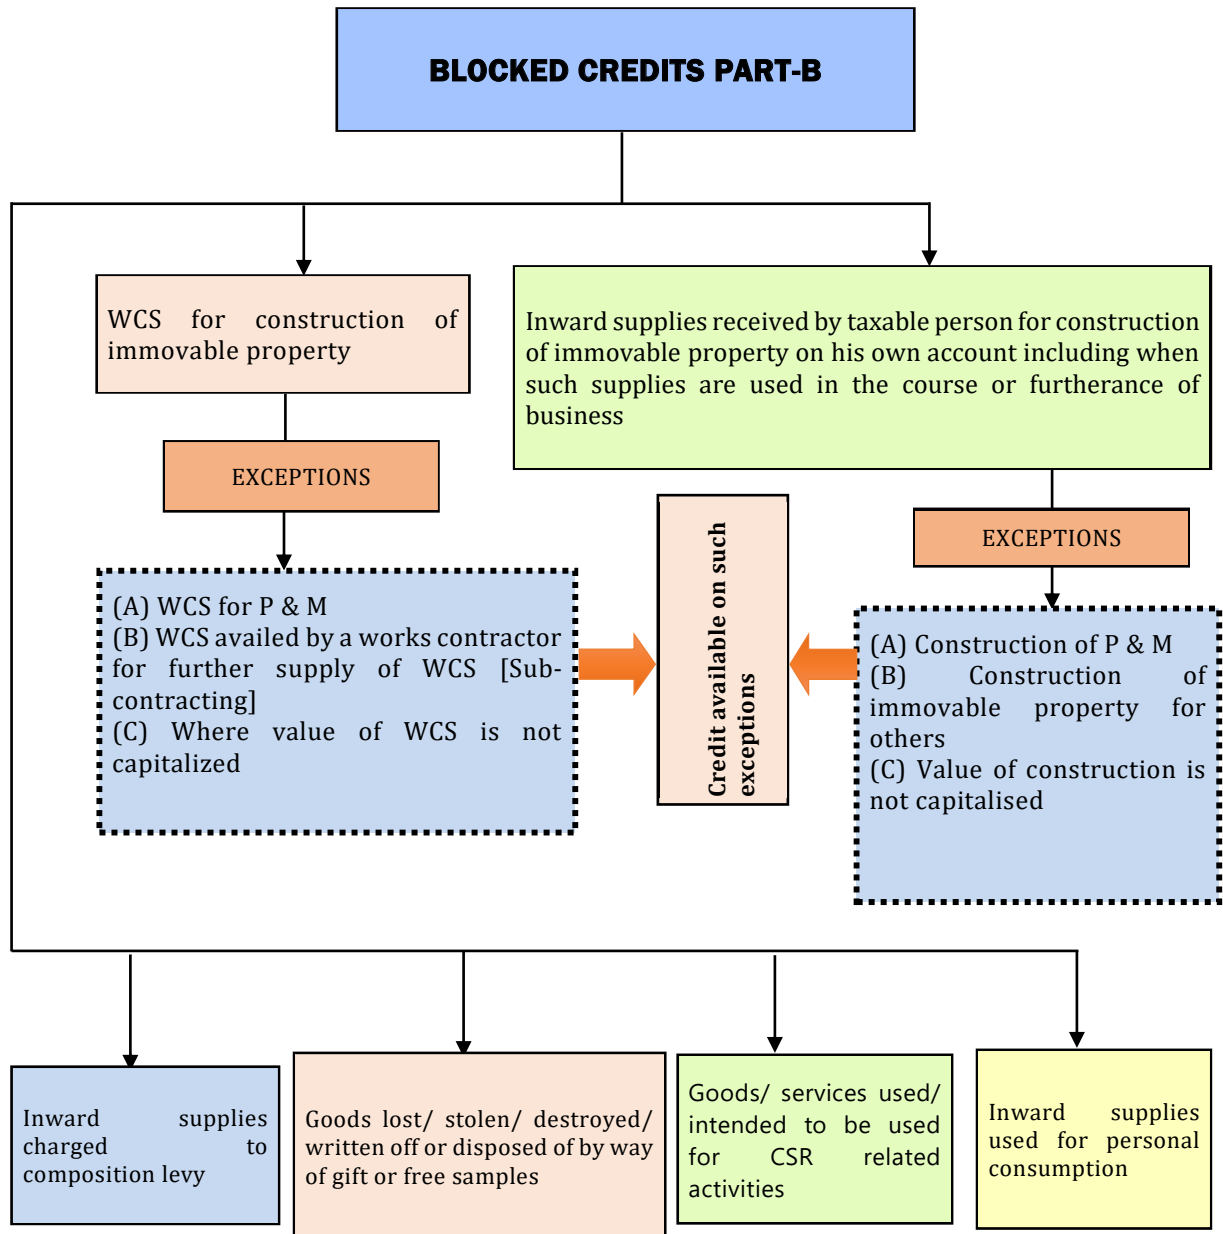 BLOCKED CREDITS PART-B
WCS for construction of
immovable property
Inward supplies received by taxable person for construction
of immovable property on his own account including when
such supplies are used in the course or furtherance of
business
EXCEPTIONS
EXCEPTIONS
(A) WCS for P & M
(B) WCS availed by a works contractor
for further supply of WCS [Sub-
contracting]
(C) Where value of WCS is not
capitalized
Credit available on such
exceptions
(A) Construction of P & M
(B) Construction of
immovable property for
others
(C) Value of construction is
not capitalised
Inward supplies
charged to
composition levy
Goods lost/ stolen/ destroyed/
written off or disposed of by way
of gift or free samples
Goods/ services used/
intended to be used
for CSR related
activities
Inward supplies
used for personal
consumption